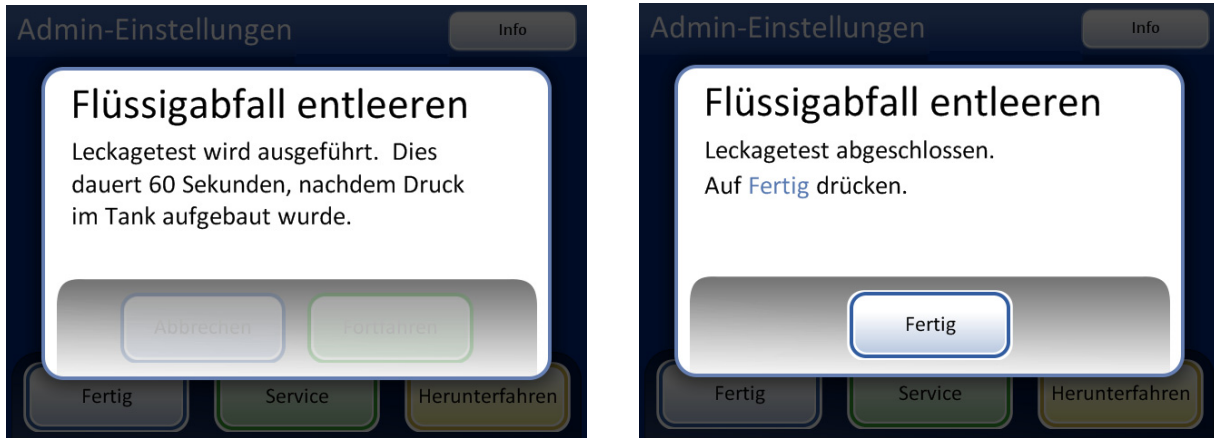 Admin-Einstellungen
Info
Flüssigabfall entleeren
Leckagetest wird ausgeführt. Dies
dauert 60 Sekunden, nachdem Druck
im Tank aufgebaut wurde.
Abbrechen
Fortfahren
Fertig
Service
Herunterfahren
Admin-Einstellungen
Info
Flüssigabfall entleeren
Leckagetest abgeschlossen.
Auf Fertig drücken.
Fertig
Fertig
Service
Herunterfahren